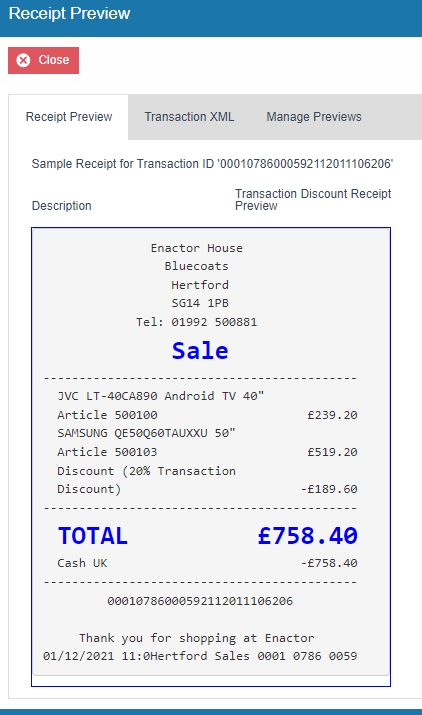 Receipt Preview
Close
Receipt Preview Transaction XML Manage Previews
Sample Receipt for Transaction ID '00010786000592112011106206'
Description Transaction Discount Receipt Preview
Enactor House
Bluecoats
Hertford
SG14 1PB
Tel: 01992 500881
Sale
----------------------------------------
JVC LT-40CA890 Android TV 40"
Article 500100 £239.20
SAMSUNG QE50Q60TAUXXU 50"
Article 500103 £519.20
Discount (20% Transaction
Discount) -£189.60
----------------------------------------
TOTAL £758.40
Cash UK -£758.40
----------------------------------------
00010786000592112011106206
Thank you for shopping at Enactor
01/12/2021 11:0Hertford Sales 0001 0786 0059